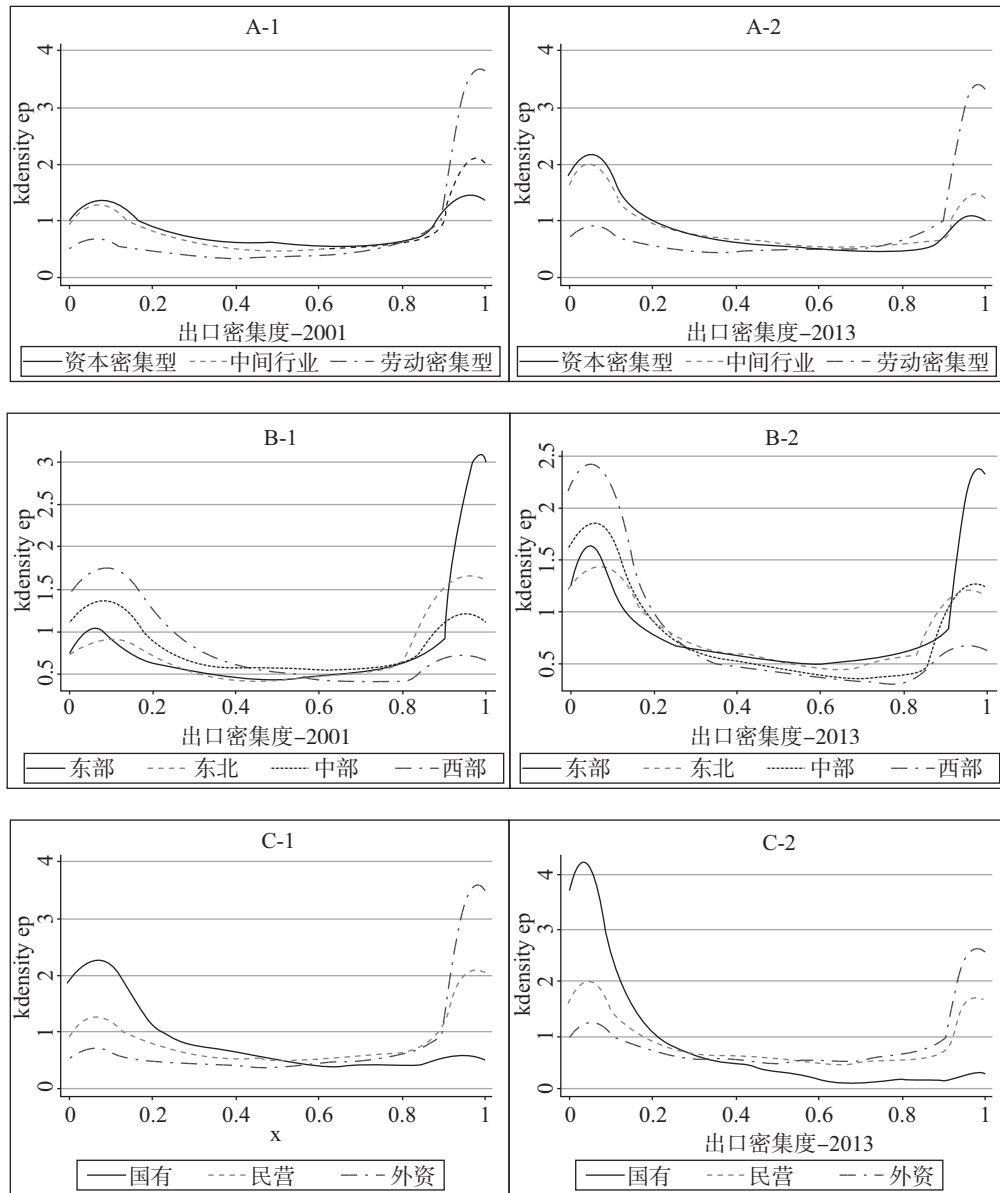 A-1
kdensity ep
4
3
2
1
0
0 0.2 0.4 0.6 0.8 1
出口密集度–2001
资本密集型 中间行业 劳动密集型
A-2
kdensity ep
4
3
2
1
0
0 0.2 0.4 0.6 0.8 1
出口密集度–2013
资本密集型 中间行业 劳动密集型
B-1
kdensity ep
3
2.5
2
1.5
1
0.5
0 0.2 0.4 0.6 0.8 1
出口密集度–2001
东部 东北 中部 西部
B-2
kdensity ep
2.5
2
1.5
1
0.5
0 0.2 0.4 0.6 0.8 1
出口密集度–2013
东部 东北 中部 西部
C-1
kdensity ep
4
3
2
1
0
0 0.2 0.4 0.6 0.8 1
x
国有 民营 外资
C-2
kdensity ep
4
3
2
1
0
0 0.2 0.4 0.6 0.8 1
出口密集度–2013
国有 民营 外资